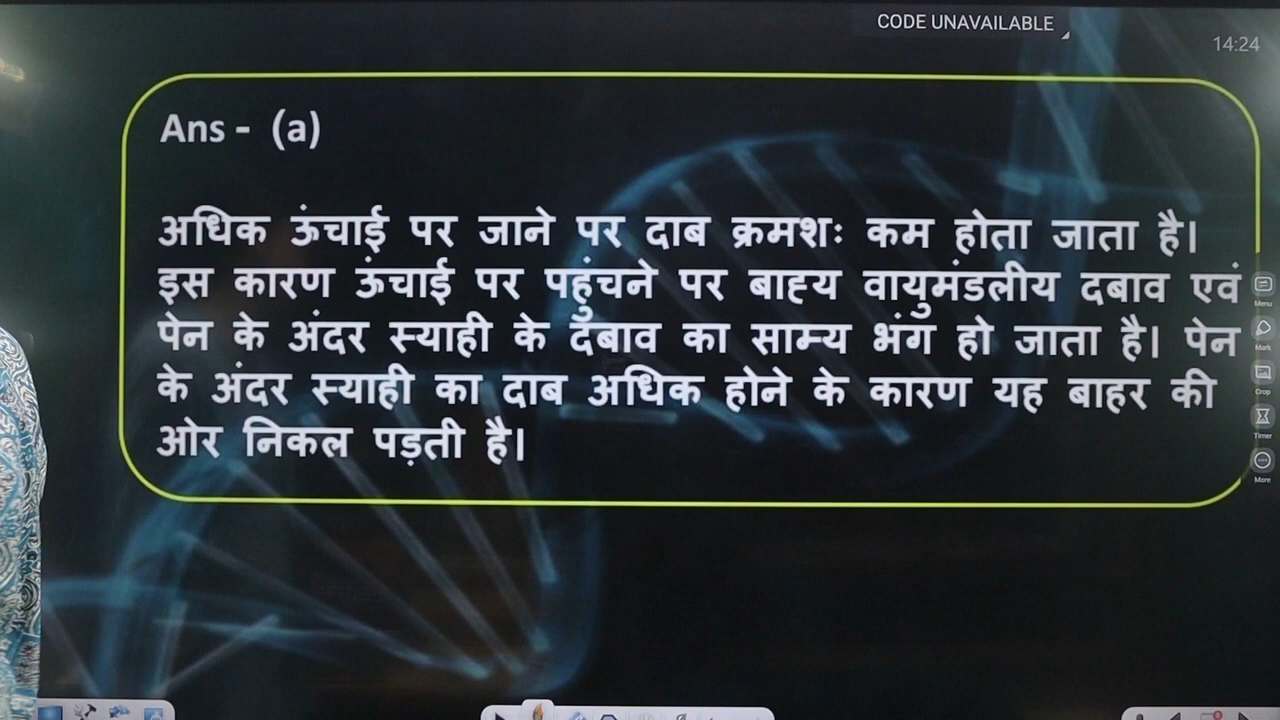 CODE UNAVAILABLE
14:24
Ans - (a)
अधिक ऊंचाई पर जाने पर दाब क्रमशः कम होता जाता है।
इस कारण ऊंचाई पर पहुंचने पर बाह्य वायुमंडलीय दबाव एवं
पेन के अंदर स्याही के दबाव का साम्य भंग हो जाता है। पेन
के अंदर स्याही का दाब अधिक होने के कारण यह बाहर की
ओर निकल पड़ती है।
Menu
Mark
Crop
Timer
More